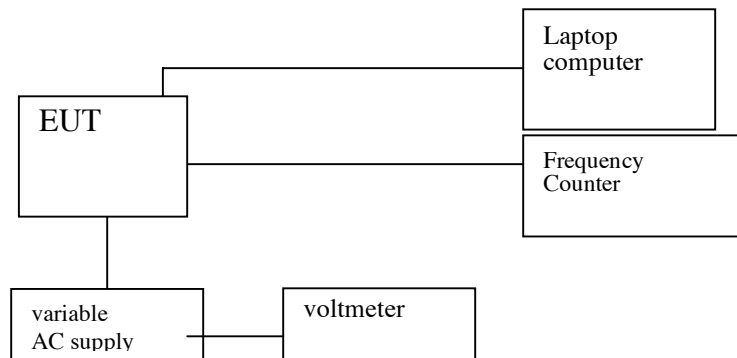 Laptop
computer
EUT
Frequency
Counter
variable
AC supply
voltmeter